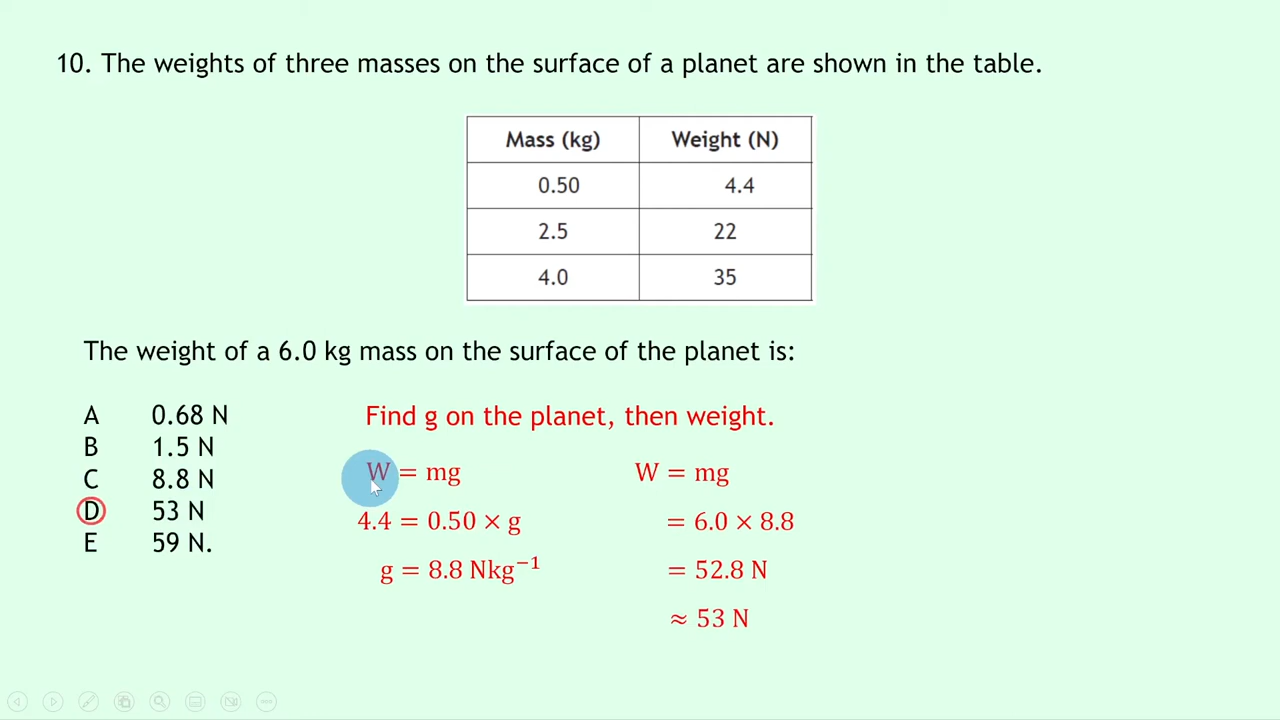 10. The weights of three masses on the surface of a planet are shown in the table.
Mass (kg) Weight (N)
0.50 4.4
2.5 22
4.0 35
The weight of a 6.0 kg mass on the surface of the planet is:
A 0.68 N
B 1.5 N
C 8.8 N
D 53 N
E 59 N.
Find g on the planet, then weight.
W = mg
4.4 = 0.50 × g
g = 8.8 Nkg⁻¹
W = mg
= 6.0 × 8.8
= 52.8 N
≈ 53 N